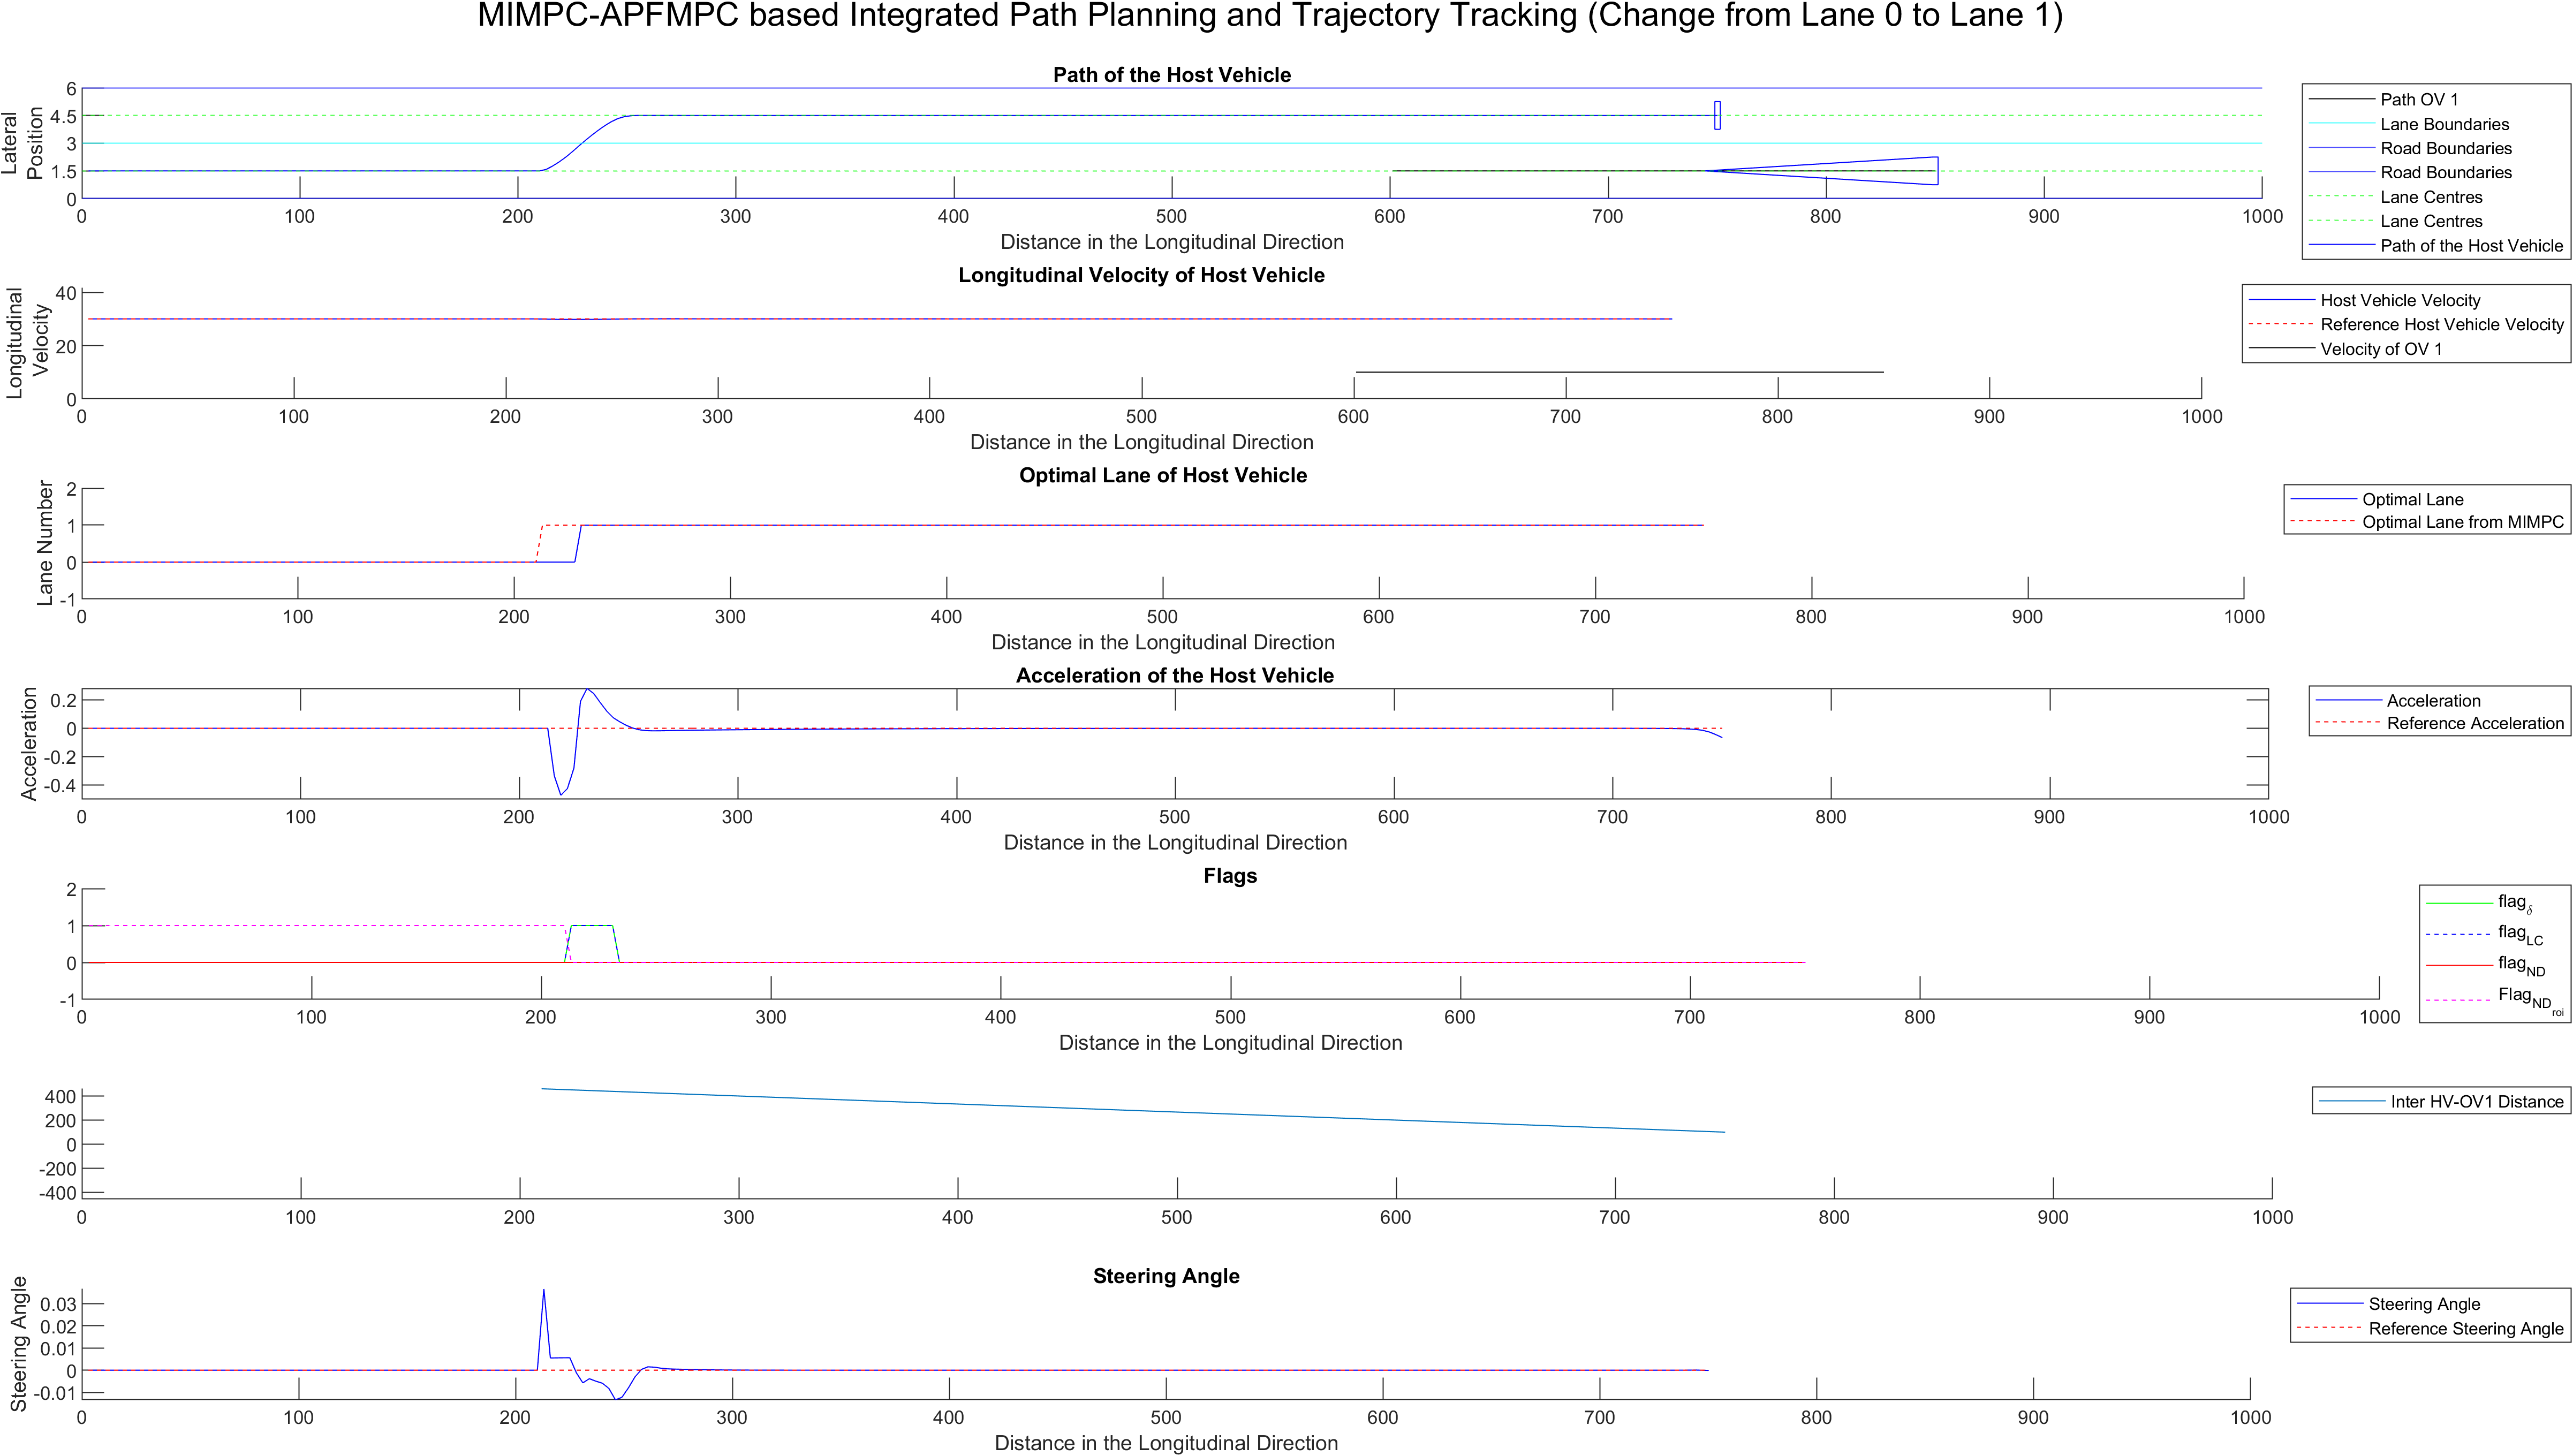 MIMPC-APFMPC based Integrated Path Planning and Trajectory Tracking (Change from Lane 0 to Lane 1)
Path of the Host Vehicle
Lateral
Position
6
4.5
3
1.5
0
0 100 200 300 400 500 600 700 800 900 1000
Distance in the Longitudinal Direction
Path OV 1
Lane Boundaries
Road Boundaries
Road Boundaries
Lane Centres
Lane Centres
Path of the Host Vehicle
Longitudinal Velocity of Host Vehicle
Longitudinal
Velocity
40
20
0
0 100 200 300 400 500 600 700 800 900 1000
Distance in the Longitudinal Direction
Host Vehicle Velocity
Reference Host Vehicle Velocity
Velocity of OV 1
Optimal Lane of Host Vehicle
Lane Number
2
1
0
-1
0 100 200 300 400 500 600 700 800 900 1000
Distance in the Longitudinal Direction
Optimal Lane
Optimal Lane from MIMPC
Acceleration of the Host Vehicle
Acceleration
0.2
0
-0.2
-0.4
0 100 200 300 400 500 600 700 800 900 1000
Distance in the Longitudinal Direction
Acceleration
Reference Acceleration
Flags
2
1
0
-1
0 100 200 300 400 500 600 700 800 900 1000
Distance in the Longitudinal Direction
flag δ
flag LC
flag ND
Flag ND roi
400
200
0
-200
-400
0 100 200 300 400 500 600 700 800 900 1000
Inter HV-OV1 Distance
Steering Angle
Steering Angle
0.03
0.02
0.01
0
-0.01
0 100 200 300 400 500 600 700 800 900 1000
Distance in the Longitudinal Direction
Steering Angle
Reference Steering Angle